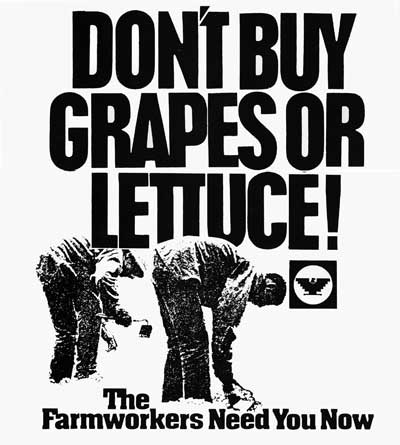 DON'T BUY
GRAPES OR
LETTUCE!
The
Farmworkers Need You Now